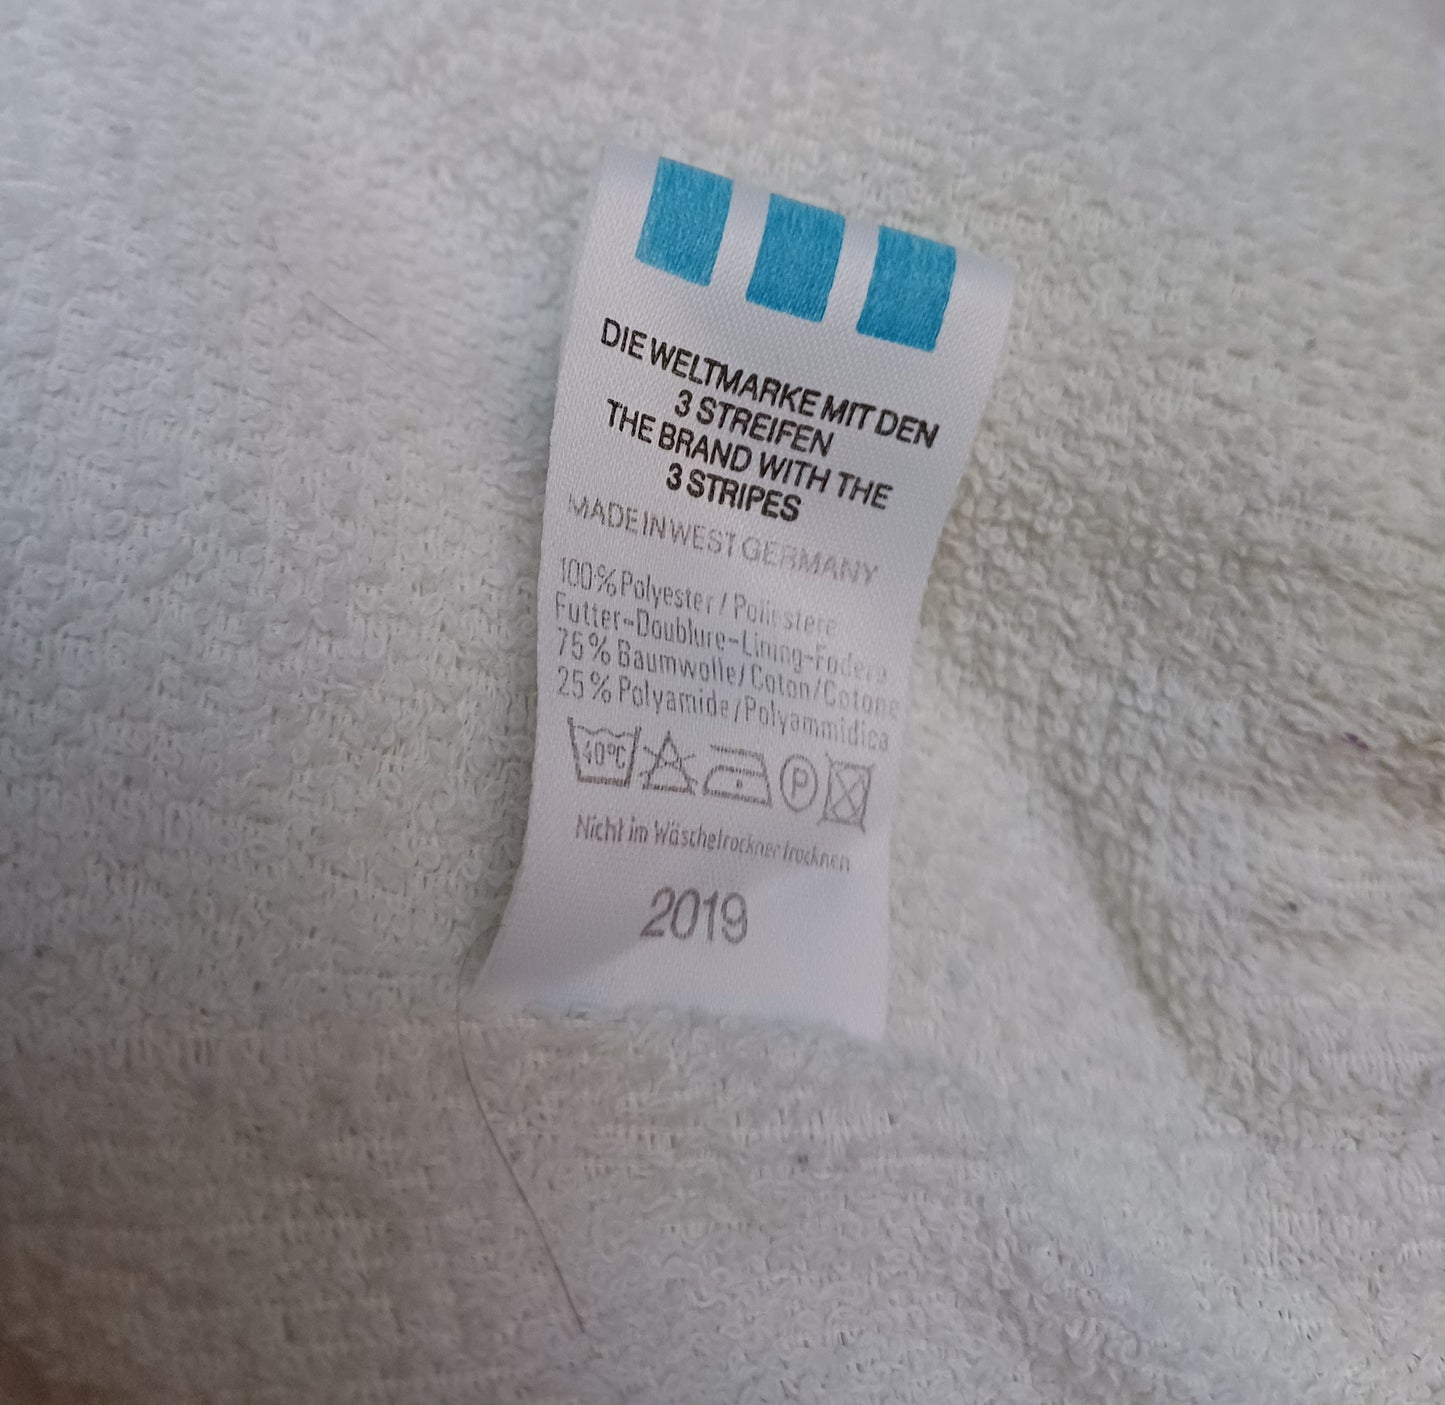 DIE WELTMARKE MIT DEN
3 STREIFEN
THE BRAND WITH THE
3 STRIPES
MADE IN WEST GERMANY
100% Polyester / Poliestere
Futter-Doublure-Lining-Fodera
75% Baumwolle/Coton/Cotone
25% Polyamide/Polyammidica
40°C P
Nicht im Wäschetrockner trocknen
2019